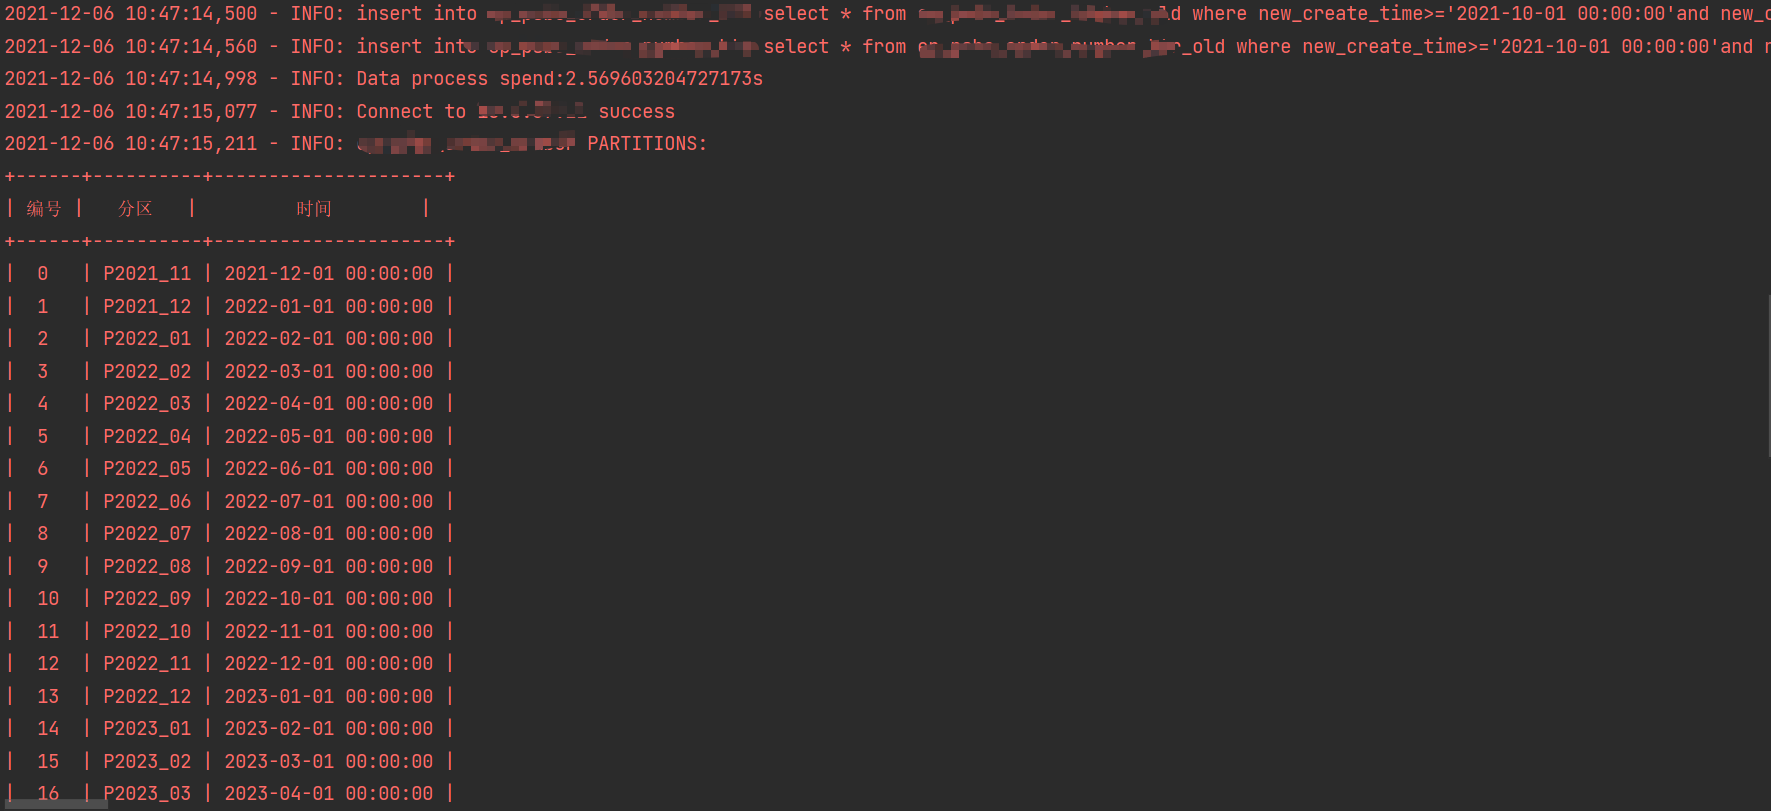 2021-12-06 10:47:14,500 - INFO: insert into select * from where new_create_time>='2021-10-01 00:00:00'and
2021-12-06 10:47:14,560 - INFO: insert into select * from _old where new_create_time>='2021-10-01 00:00:00'and
2021-12-06 10:47:14,998 - INFO: Data process spend:2.569603204727173s
2021-12-06 10:47:15,077 - INFO: Connect to success
2021-12-06 10:47:15,211 - INFO: PARTITIONS:
+------+----------+---------------------+
| 编号 | 分区 | 时间 |
+------+----------+---------------------+
| 0 | P2021_11 | 2021-12-01 00:00:00 |
| 1 | P2021_12 | 2022-01-01 00:00:00 |
| 2 | P2022_01 | 2022-02-01 00:00:00 |
| 3 | P2022_02 | 2022-03-01 00:00:00 |
| 4 | P2022_03 | 2022-04-01 00:00:00 |
| 5 | P2022_04 | 2022-05-01 00:00:00 |
| 6 | P2022_05 | 2022-06-01 00:00:00 |
| 7 | P2022_06 | 2022-07-01 00:00:00 |
| 8 | P2022_07 | 2022-08-01 00:00:00 |
| 9 | P2022_08 | 2022-09-01 00:00:00 |
| 10 | P2022_09 | 2022-10-01 00:00:00 |
| 11 | P2022_10 | 2022-11-01 00:00:00 |
| 12 | P2022_11 | 2022-12-01 00:00:00 |
| 13 | P2022_12 | 2023-01-01 00:00:00 |
| 14 | P2023_01 | 2023-02-01 00:00:00 |
| 15 | P2023_02 | 2023-03-01 00:00:00 |
| 16 | P2023_03 | 2023-04-01 00:00:00 |